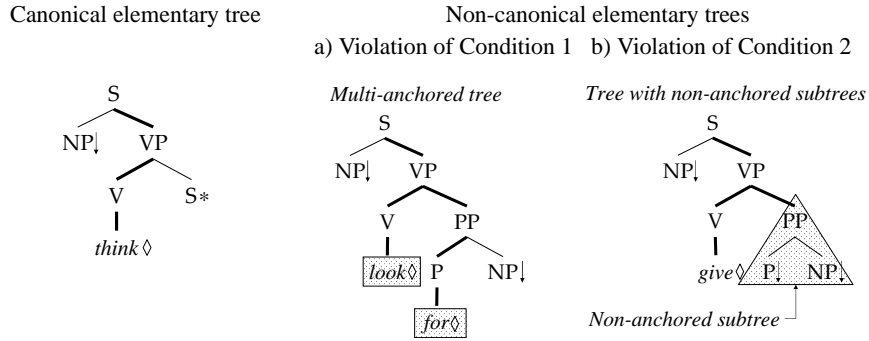 Canonical elementary tree
Non-canonical elementary trees
a) Violation of Condition 1
b) Violation of Condition 2
S
NP↓ VP
V S*
think◊
Multi-anchored tree
S
NP↓ VP
V PP
look◊ P NP↓
for◊
Tree with non-anchored subtrees
S
NP↓ VP
V PP
give◊ P↓ NP↓
Non-anchored subtree